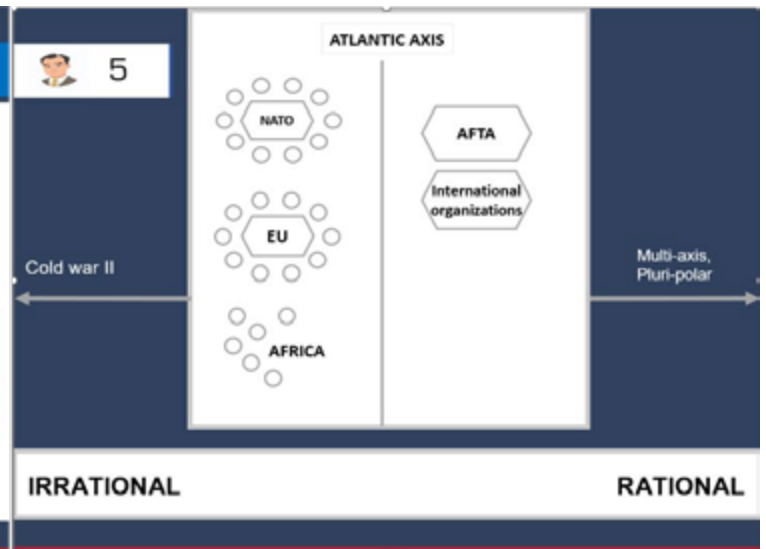 ATLANTIC AXIS
5
NATO
AFTA
International
organizations
EU
Cold war II
Multi-axis,
Pluri-polar
AFRICA
IRRATIONAL
RATIONAL